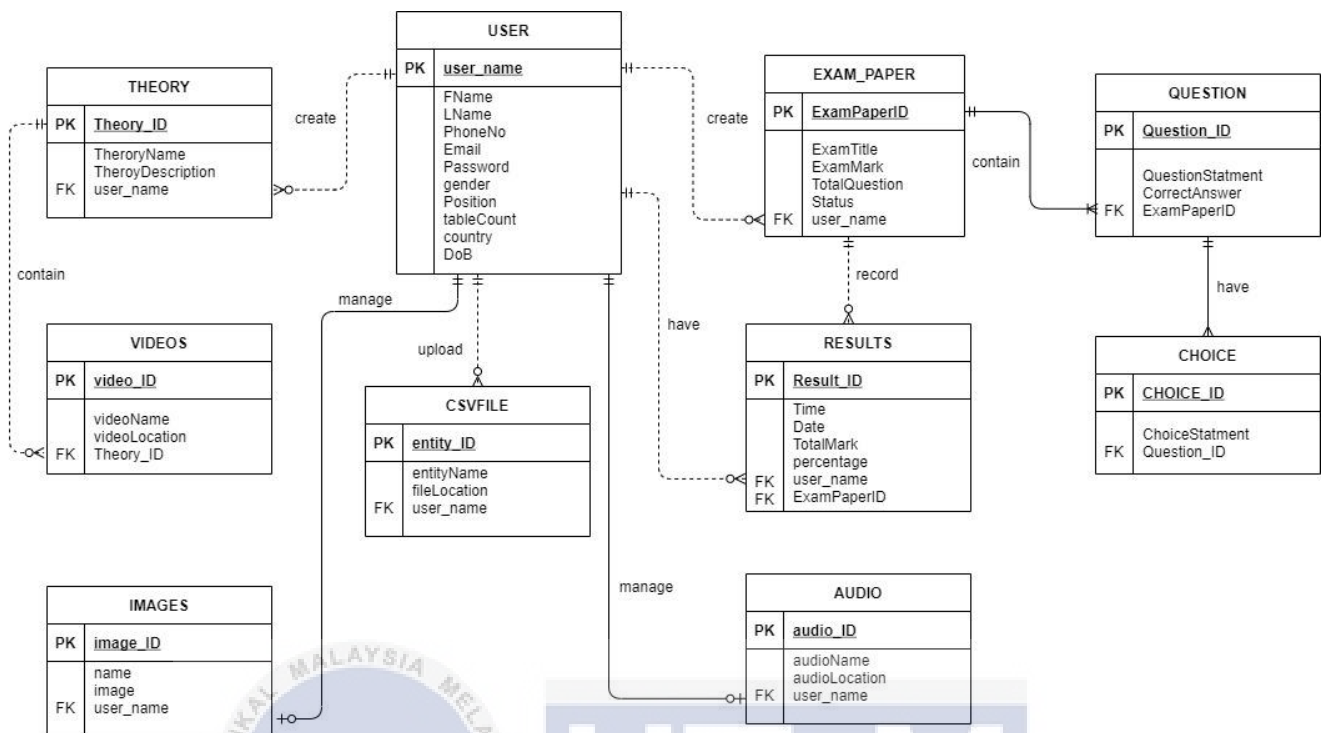 USER
PK user_name
FName
LName
PhoneNo
Email
Password
gender
Position
tableCount
country
DoB
THEORY
PK Theory_ID
TheroryName
TheroyDescription
FK user_name
create
create
EXAM_PAPER
PK ExamPaperID
ExamTitle
ExamMark
TotalQuestion
Status
FK user_name
contain
QUESTION
PK Question_ID
QuestionStatment
CorrectAnswer
FK ExamPaperID
contain
manage
upload
have
record
have
VIDEOS
PK video_ID
videoName
videoLocation
FK Theory_ID
CSVFILE
PK entity_ID
entityName
fileLocation
FK user_name
RESULTS
PK Result_ID
Time
Date
TotalMark
percentage
FK user_name
FK ExamPaperID
CHOICE
PK CHOICE_ID
ChoiceStatment
FK Question_ID
IMAGES
PK image_ID
name
image
FK user_name
manage
AUDIO
PK audio_ID
audioName
audioLocation
FK user_name
MALAYSIA